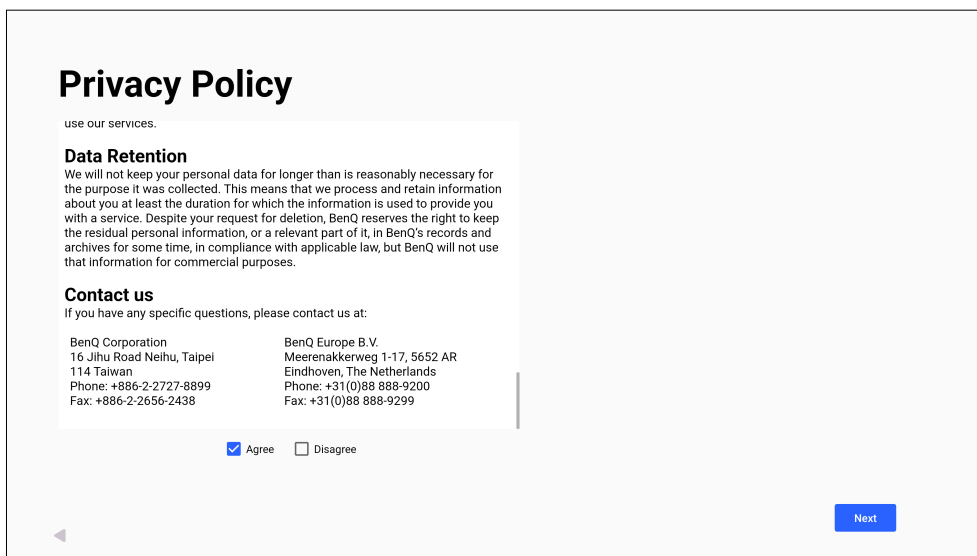 Privacy Policy
use our services.
Data Retention
We will not keep your personal data for longer than is reasonably necessary for
the purpose it was collected. This means that we process and retain information
about you at least the duration for which the information is used to provide you
with a service. Despite your request for deletion, BenQ reserves the right to keep
the residual personal information, or a relevant part of it, in BenQ’s records and
archives for some time, in compliance with applicable law, but BenQ will not use
that information for commercial purposes.
Contact us
If you have any specific questions, please contact us at:
BenQ Corporation
16 Jihu Road Neihu, Taipei
114 Taiwan
Phone: +886-2-2727-8899
Fax: +886-2-2656-2438
BenQ Europe B.V.
Meerenakkerweg 1-17, 5652 AR
Eindhoven, The Netherlands
Phone: +31(0)88 888-9200
Fax: +31(0)88 888-9299
Agree
Disagree
Next